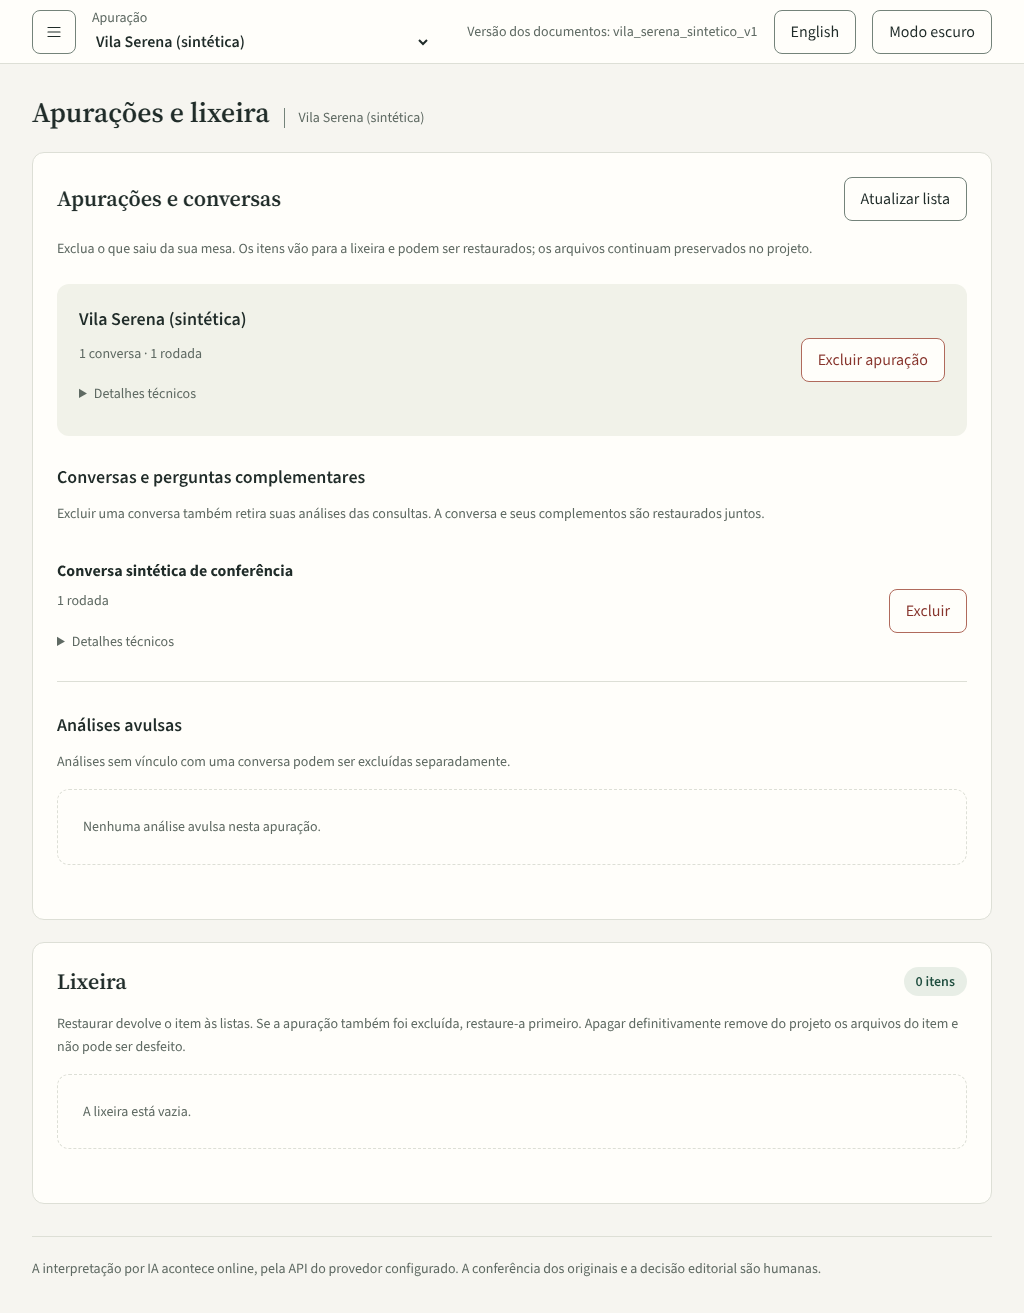 Apuração
Vila Serena (sintética)
Versão dos documentos: vila_serena_sintetico_v1
English
Modo escuro
Apurações e lixeira
Vila Serena (sintética)
Apurações e conversas
Atualizar lista
Exclua o que saiu da sua mesa. Os itens vão para a lixeira e podem ser restaurados; os arquivos continuam preservados no projeto.
Vila Serena (sintética)
1 conversa · 1 rodada
Excluir apuração
Detalhes técnicos
Conversas e perguntas complementares
Excluir uma conversa também retira suas análises das consultas. A conversa e seus complementos são restaurados juntos.
Conversa sintética de conferência
1 rodada
Excluir
Detalhes técnicos
Análises avulsas
Análises sem vínculo com uma conversa podem ser excluídas separadamente.
Nenhuma análise avulsa nesta apuração.
Lixeira
0 itens
Restaurar devolve o item às listas. Se a apuração também foi excluída, restaure-a primeiro. Apagar definitivamente remove do projeto os arquivos do item e
não pode ser desfeito.
A lixeira está vazia.
A interpretação por IA acontece online, pela API do provedor configurado. A conferência dos originais e a decisão editorial são humanas.